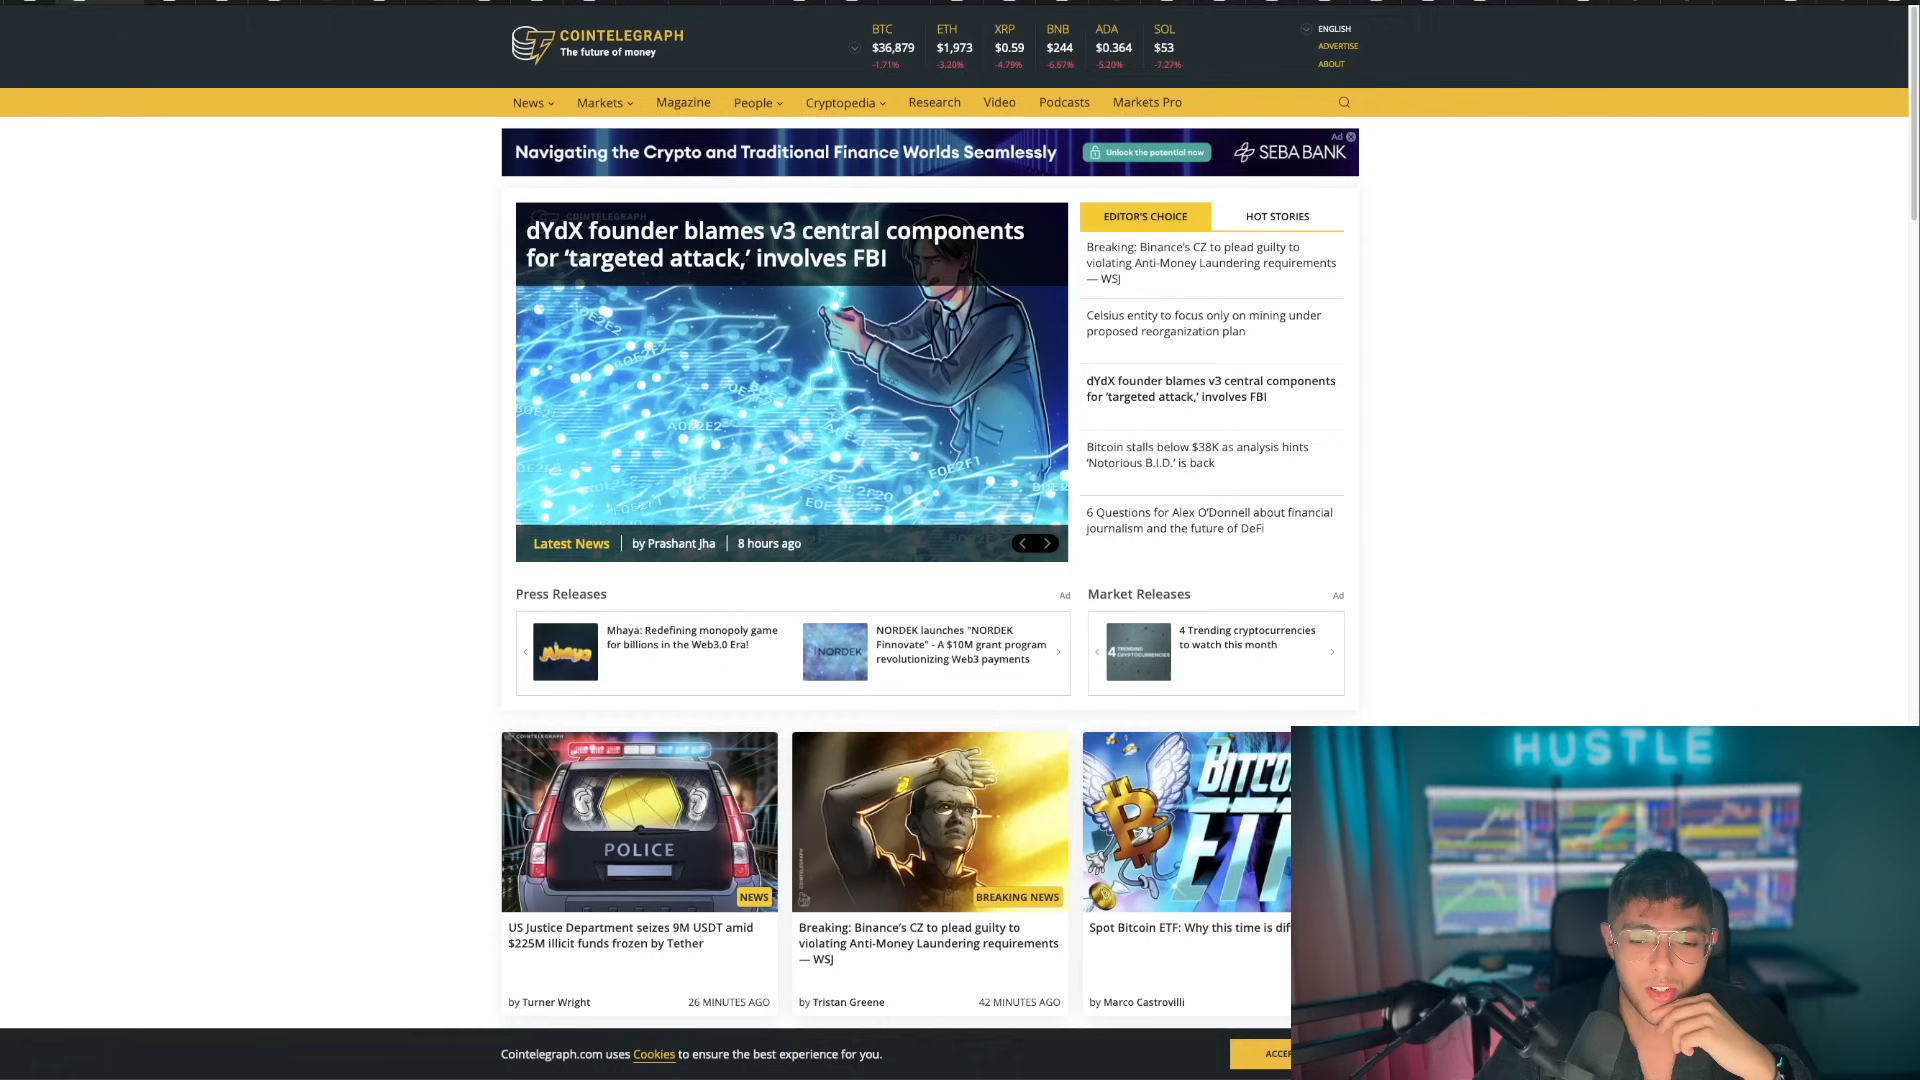 COINTELEGRAPH
The future of money
BTC
$36,879
-1.71%
ETH
$1,973
-3.20%
XRP
$0.59
-4.79%
BNB
$244
-6.67%
ADA
$0.364
-5.20%
SOL
$53
-7.27%
ENGLISH
ADVERTISE
ABOUT
News Markets Magazine People Cryptopedia Research Video Podcasts Markets Pro
Ad
Navigating the Crypto and Traditional Finance Worlds Seamlessly
Unlock the potential now
SEBA BANK
COINTELEGRAPH
dYdX founder blames v3 central components
for ‘targeted attack,’ involves FBI
Latest News by Prashant Jha 8 hours ago
EDITOR'S CHOICE HOT STORIES
Breaking: Binance’s CZ to plead guilty to
violating Anti-Money Laundering requirements
— WSJ
Celsius entity to focus only on mining under
proposed reorganization plan
dYdX founder blames v3 central components
for ‘targeted attack,’ involves FBI
Bitcoin stalls below $38K as analysis hints
‘Notorious B.I.D.’ is back
6 Questions for Alex O’Donnell about financial
journalism and the future of DeFi
Press Releases Ad
Mhaya
Mhaya: Redefining monopoly game
for billions in the Web3.0 Era!
NORDEK
NORDEK launches "NORDEK
Finnovate" - A $10M grant program
revolutionizing Web3 payments
Market Releases Ad
4 TRENDING
CRYPTOCURRENCIES
4 Trending cryptocurrencies
to watch this month
COINTELEGRAPH
POLICE
NEWS
US Justice Department seizes 9M USDT amid
$225M illicit funds frozen by Tether
by Turner Wright 26 MINUTES AGO
COINTELEGRAPH
BREAKING NEWS
Breaking: Binance’s CZ to plead guilty to
violating Anti-Money Laundering requirements
— WSJ
by Tristan Greene 42 MINUTES AGO
BITCO
ETF
Spot Bitcoin ETF: Why this time is dif
by Marco Castrovilli
HUSTLE
Cointelegraph.com uses Cookies to ensure the best experience for you.
ACCE